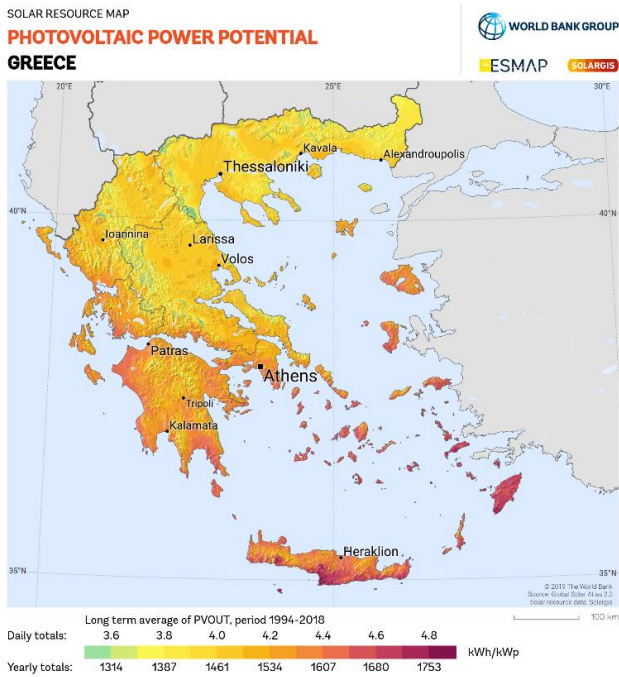 SOLAR RESOURCE MAP
PHOTOVOLTAIC POWER POTENTIAL
GREECE
WORLD BANK GROUP
ESMAP
SOLARGIS
20°E
25°E
30°E
Kavala
Alexandroupolis
Thessaloniki
40°N
40°N
Ioannina
Larissa
Volos
Patras
Athens
Tripoli
Kalamata
Heraklion
35°N
35°N
© 2019 The World Bank
Source: Global Solar Atlas 2.0
Solar resource data: Solargis
100 km
Long term average of PVOUT, period 1994-2018
Daily totals: 3.6 3.8 4.0 4.2 4.4 4.6 4.8
kWh/kWp
Yearly totals: 1314 1387 1461 1534 1607 1680 1753